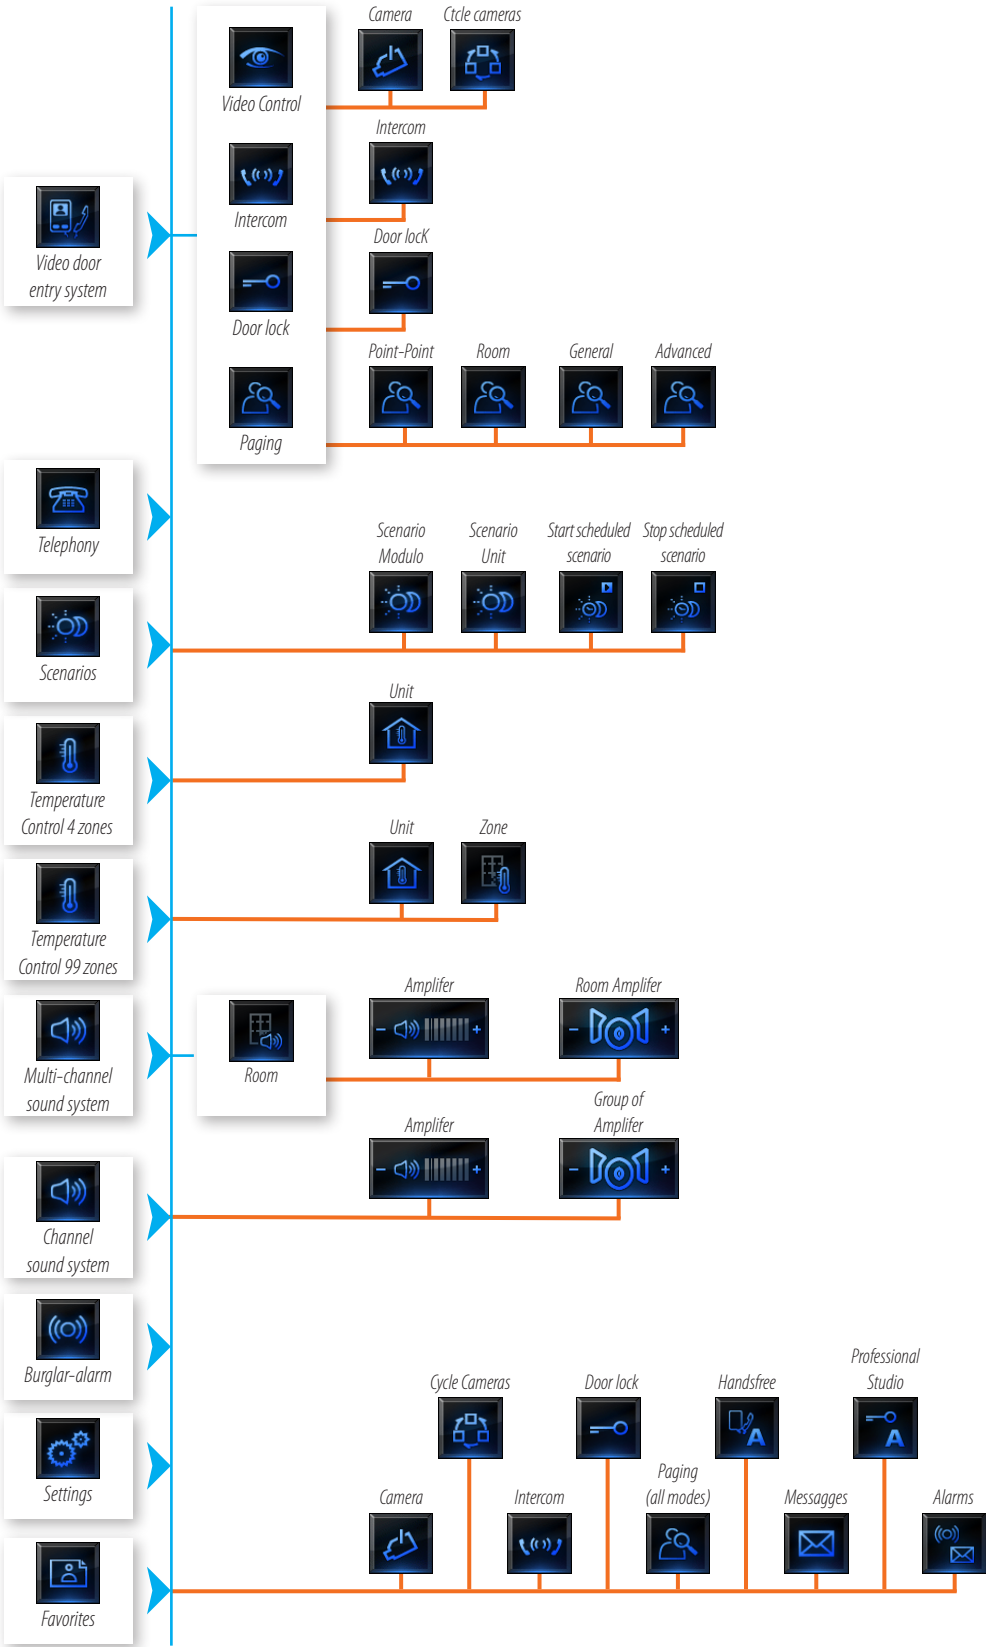 Camera
Ctcle cameras
Video Control
Intercom
Intercom
Door locK
Door lock
Point-Point
Room
General
Advanced
Paging
Video door
entry system
Telephony
Scenario
Modulo
Scenario
Unit
Start scheduled
scenario
Stop scheduled
scenario
Scenarios
Unit
Temperature
Control 4 zones
Unit
Zone
Temperature
Control 99 zones
Amplifer
Room Amplifer
Room
Multi-channel
sound system
Amplifer
Group of
Amplifer
Channel
sound system
Burglar-alarm
Settings
Cycle Cameras
Door lock
Handsfree
A
Professional
Studio
A
Camera
Intercom
Paging
(all modes)
Messagges
Alarms
Favorites